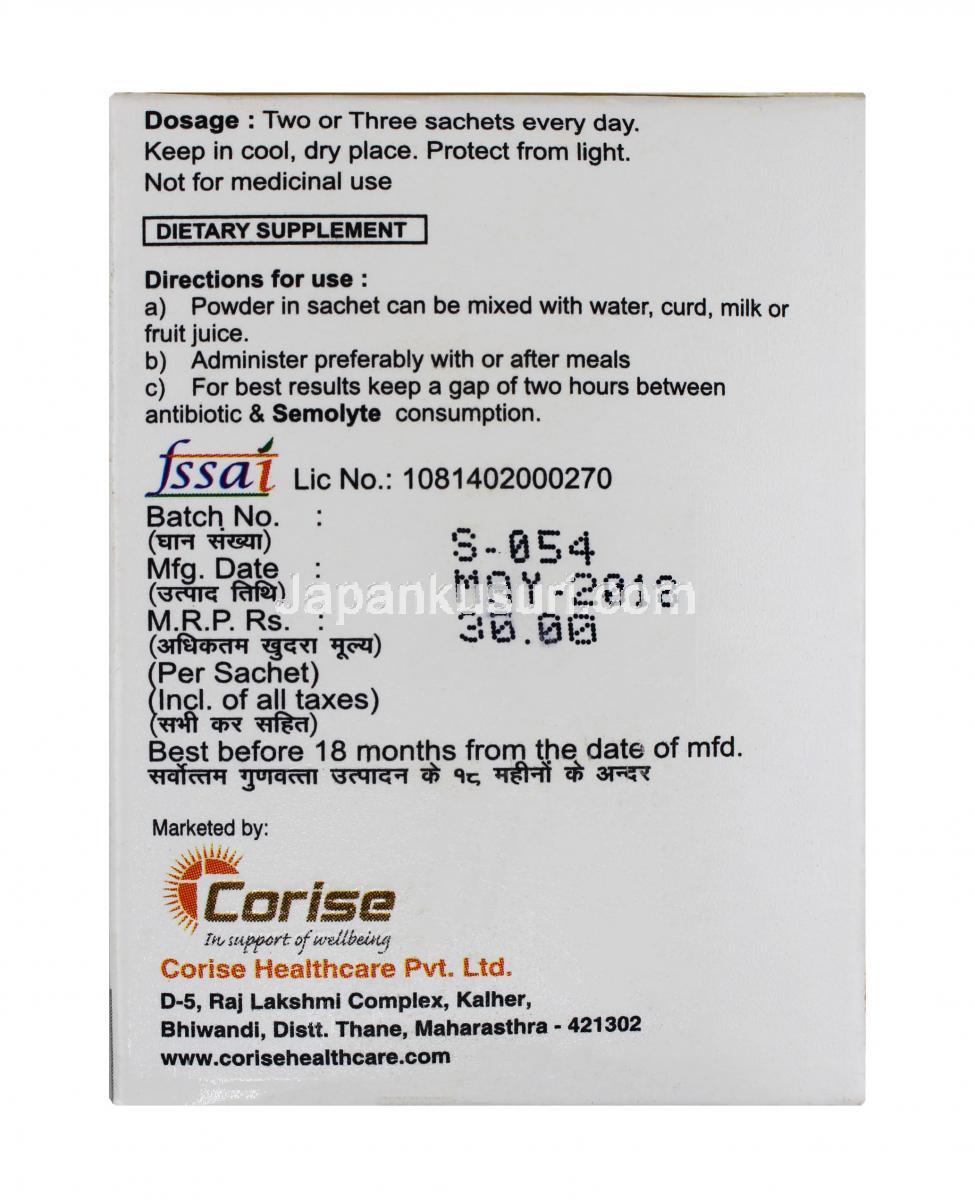 Dosage : Two or Three sachets every day.
Keep in cool, dry place. Protect from light.
Not for medicinal use
DIETARY SUPPLEMENT
Directions for use :
a) Powder in sachet can be mixed with water, curd, milk or
fruit juice.
b) Administer preferably with or after meals
c) For best results keep a gap of two hours between
antibiotic & Semolyte consumption.
fssai Lic No.: 1081402000270
Batch No. : S-054
(घान संख्या)
Mfg. Date : MAY-2018
(उत्पाद तिथि)
Japankusuri.com
M.R.P. Rs. : 30.00
(अधिकतम खुदरा मूल्य)
(Per Sachet)
(Incl. of all taxes)
(सभी कर सहित)
Best before 18 months from the date of mfd.
सर्वोत्तम गुणवत्ता उत्पादन के १८ महीनों के अन्दर
Marketed by:
Corise
In support of wellbeing
Corise Healthcare Pvt. Ltd.
D-5, Raj Lakshmi Complex, Kalher,
Bhiwandi, Distt. Thane, Maharasthra - 421302
www.corisehealthcare.com